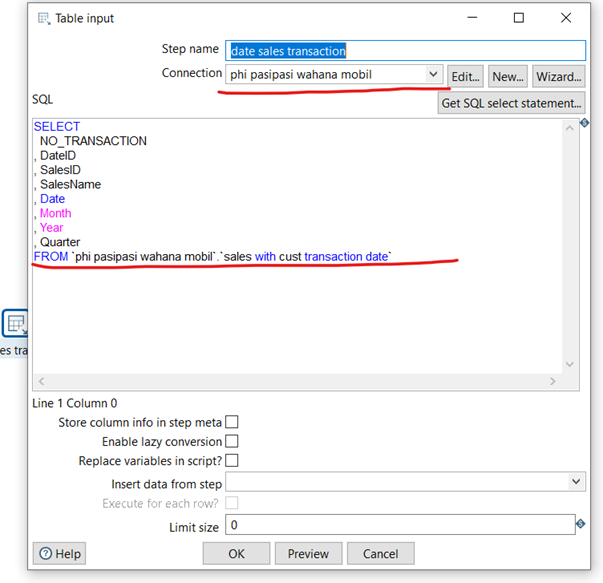 Table input
Step name date sales transaction
Connection phi pasipasi wahana mobil Edit... New... Wizard...
SQL Get SQL select statement...
SELECT
NO_TRANSACTION
, DateID
, SalesID
, SalesName
, Date
, Month
, Year
, Quarter
FROM `phi pasipasi wahana mobil`.`sales with cust transaction date`
es tra
Line 1 Column 0
Store column info in step meta
Enable lazy conversion
Replace variables in script?
Insert data from step
Execute for each row?
Limit size 0
Help OK Preview Cancel